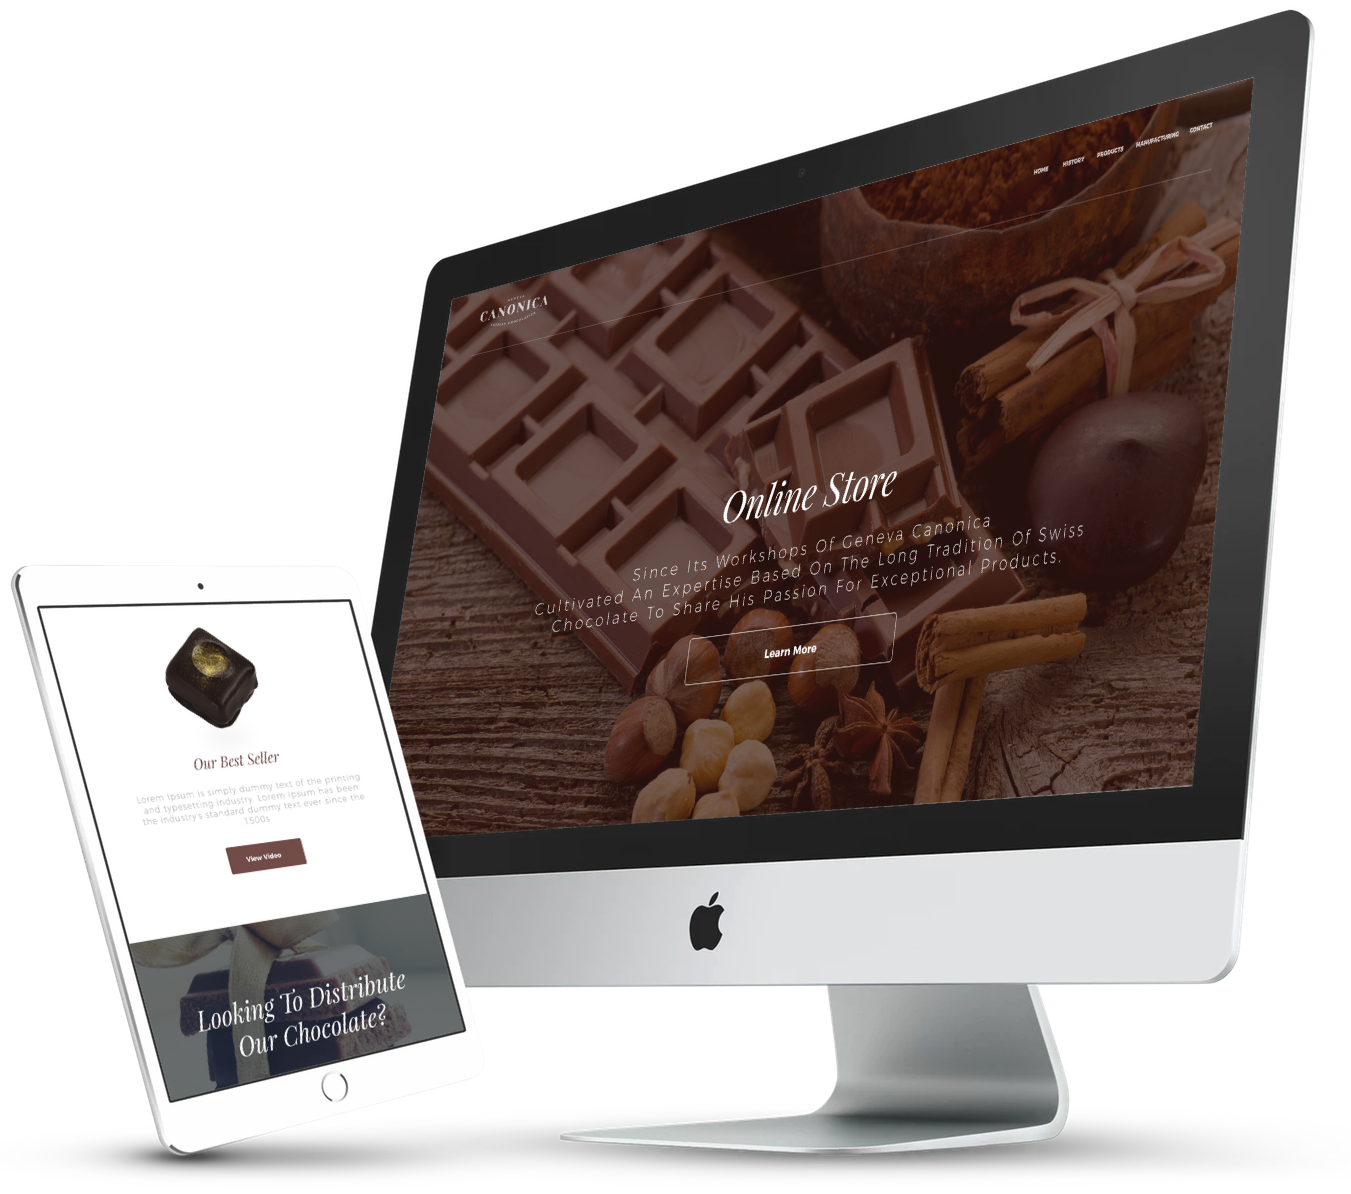 HOME HISTORY PRODUCTS MANUFACTURING CONTACT
GENEVA
CANONICA
Online Store
Since Its Workshops Of Geneva Canonica
Cultivated An Expertise Based On The Long Tradition Of Swiss
Chocolate To Share His Passion For Exceptional Products.
Learn More
Our Best Seller
Lorem Ipsum is simply dummy text of the printing
and typesetting industry. Lorem Ipsum has been
the industry's standard dummy text ever since the
1500s
View Video
Looking To Distribute
Our Chocolate?